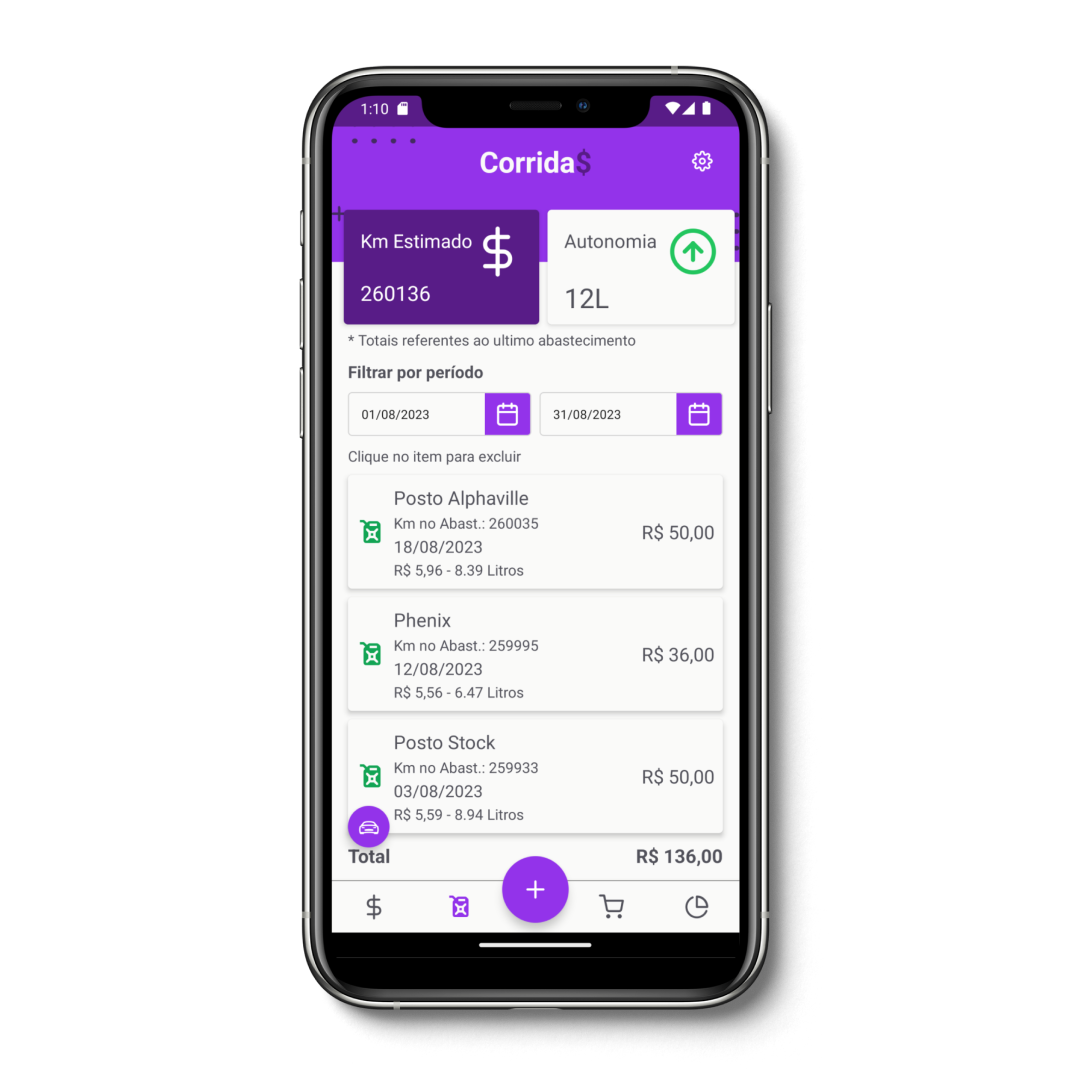 1:10
Corrida$
Km Estimado
260136
Autonomia
12L
* Totais referentes ao ultimo abastecimento
Filtrar por período
01/08/2023
31/08/2023
Clique no item para excluir
Posto Alphaville
Km no Abast.: 260035
18/08/2023
R$ 5,96 - 8.39 Litros
R$ 50,00
Phenix
Km no Abast.: 259995
12/08/2023
R$ 5,56 - 6.47 Litros
R$ 36,00
Posto Stock
Km no Abast.: 259933
03/08/2023
R$ 5,59 - 8.94 Litros
R$ 50,00
Total
R$ 136,00